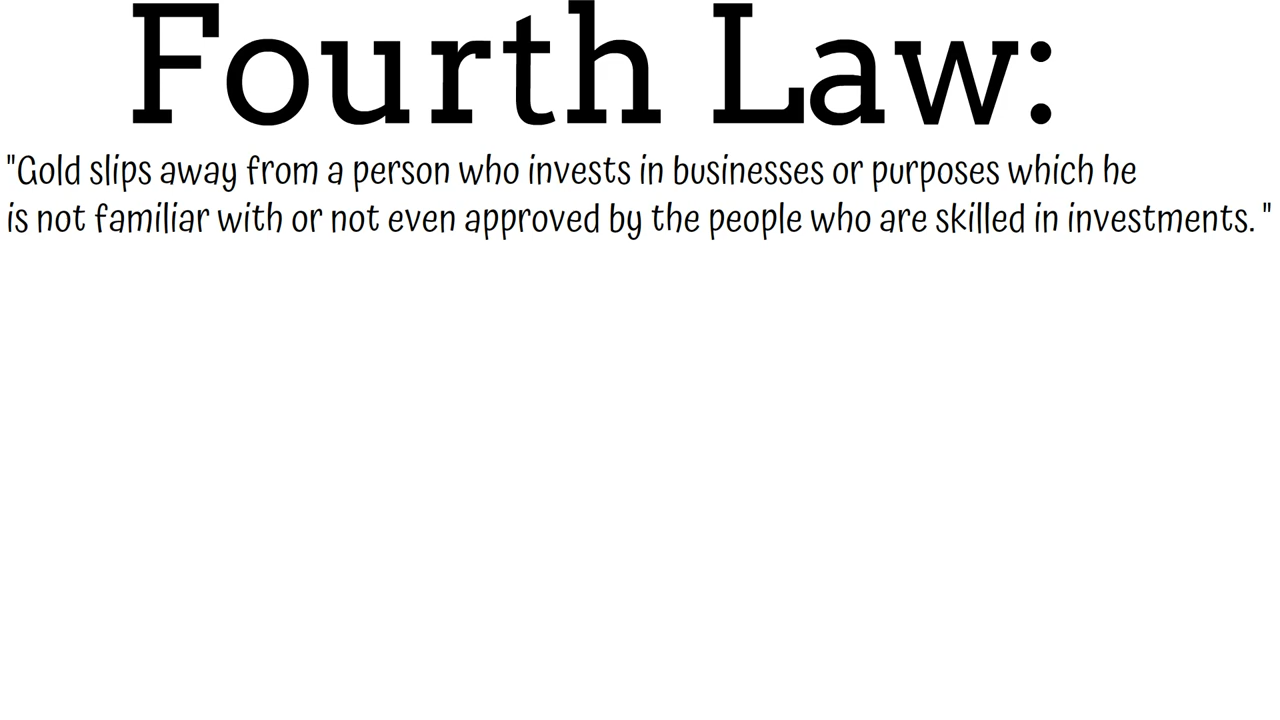 Fourth Law:
"Gold slips away from a person who invests in businesses or purposes which he
is not familiar with or not even approved by the people who are skilled in investments. "